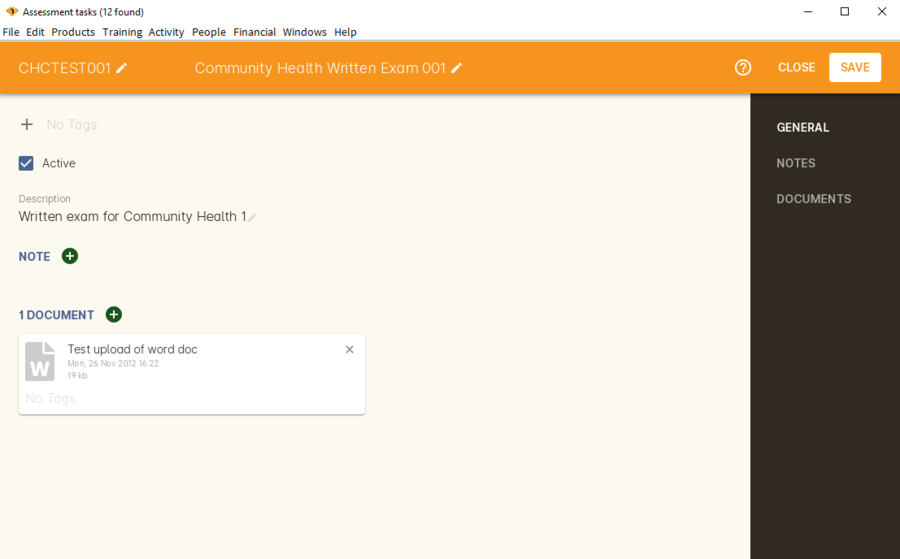 Assessment tasks (12 found)
File Edit Products Training Activity People Financial Windows Help
CHCTEST001 Community Health Written Exam 001 CLOSE SAVE
No Tags
Active
Description
Written exam for Community Health 1
NOTE
1 DOCUMENT
W
Test upload of word doc
Mon, 26 Nov 2012 16:22
19 kb
No Tags
GENERAL
NOTES
DOCUMENTS